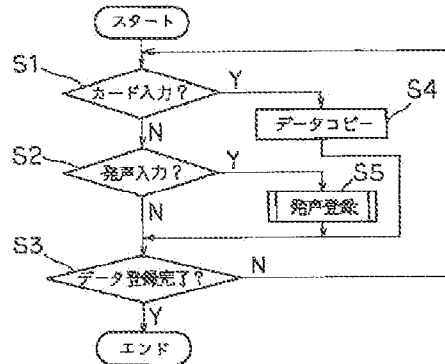 スタート
S1
カード入力?
Y
S4
データコピー
N
S2
発声入力?
Y
S5
発声登録
N
S3
データ登録完了?
N
Y
エンド